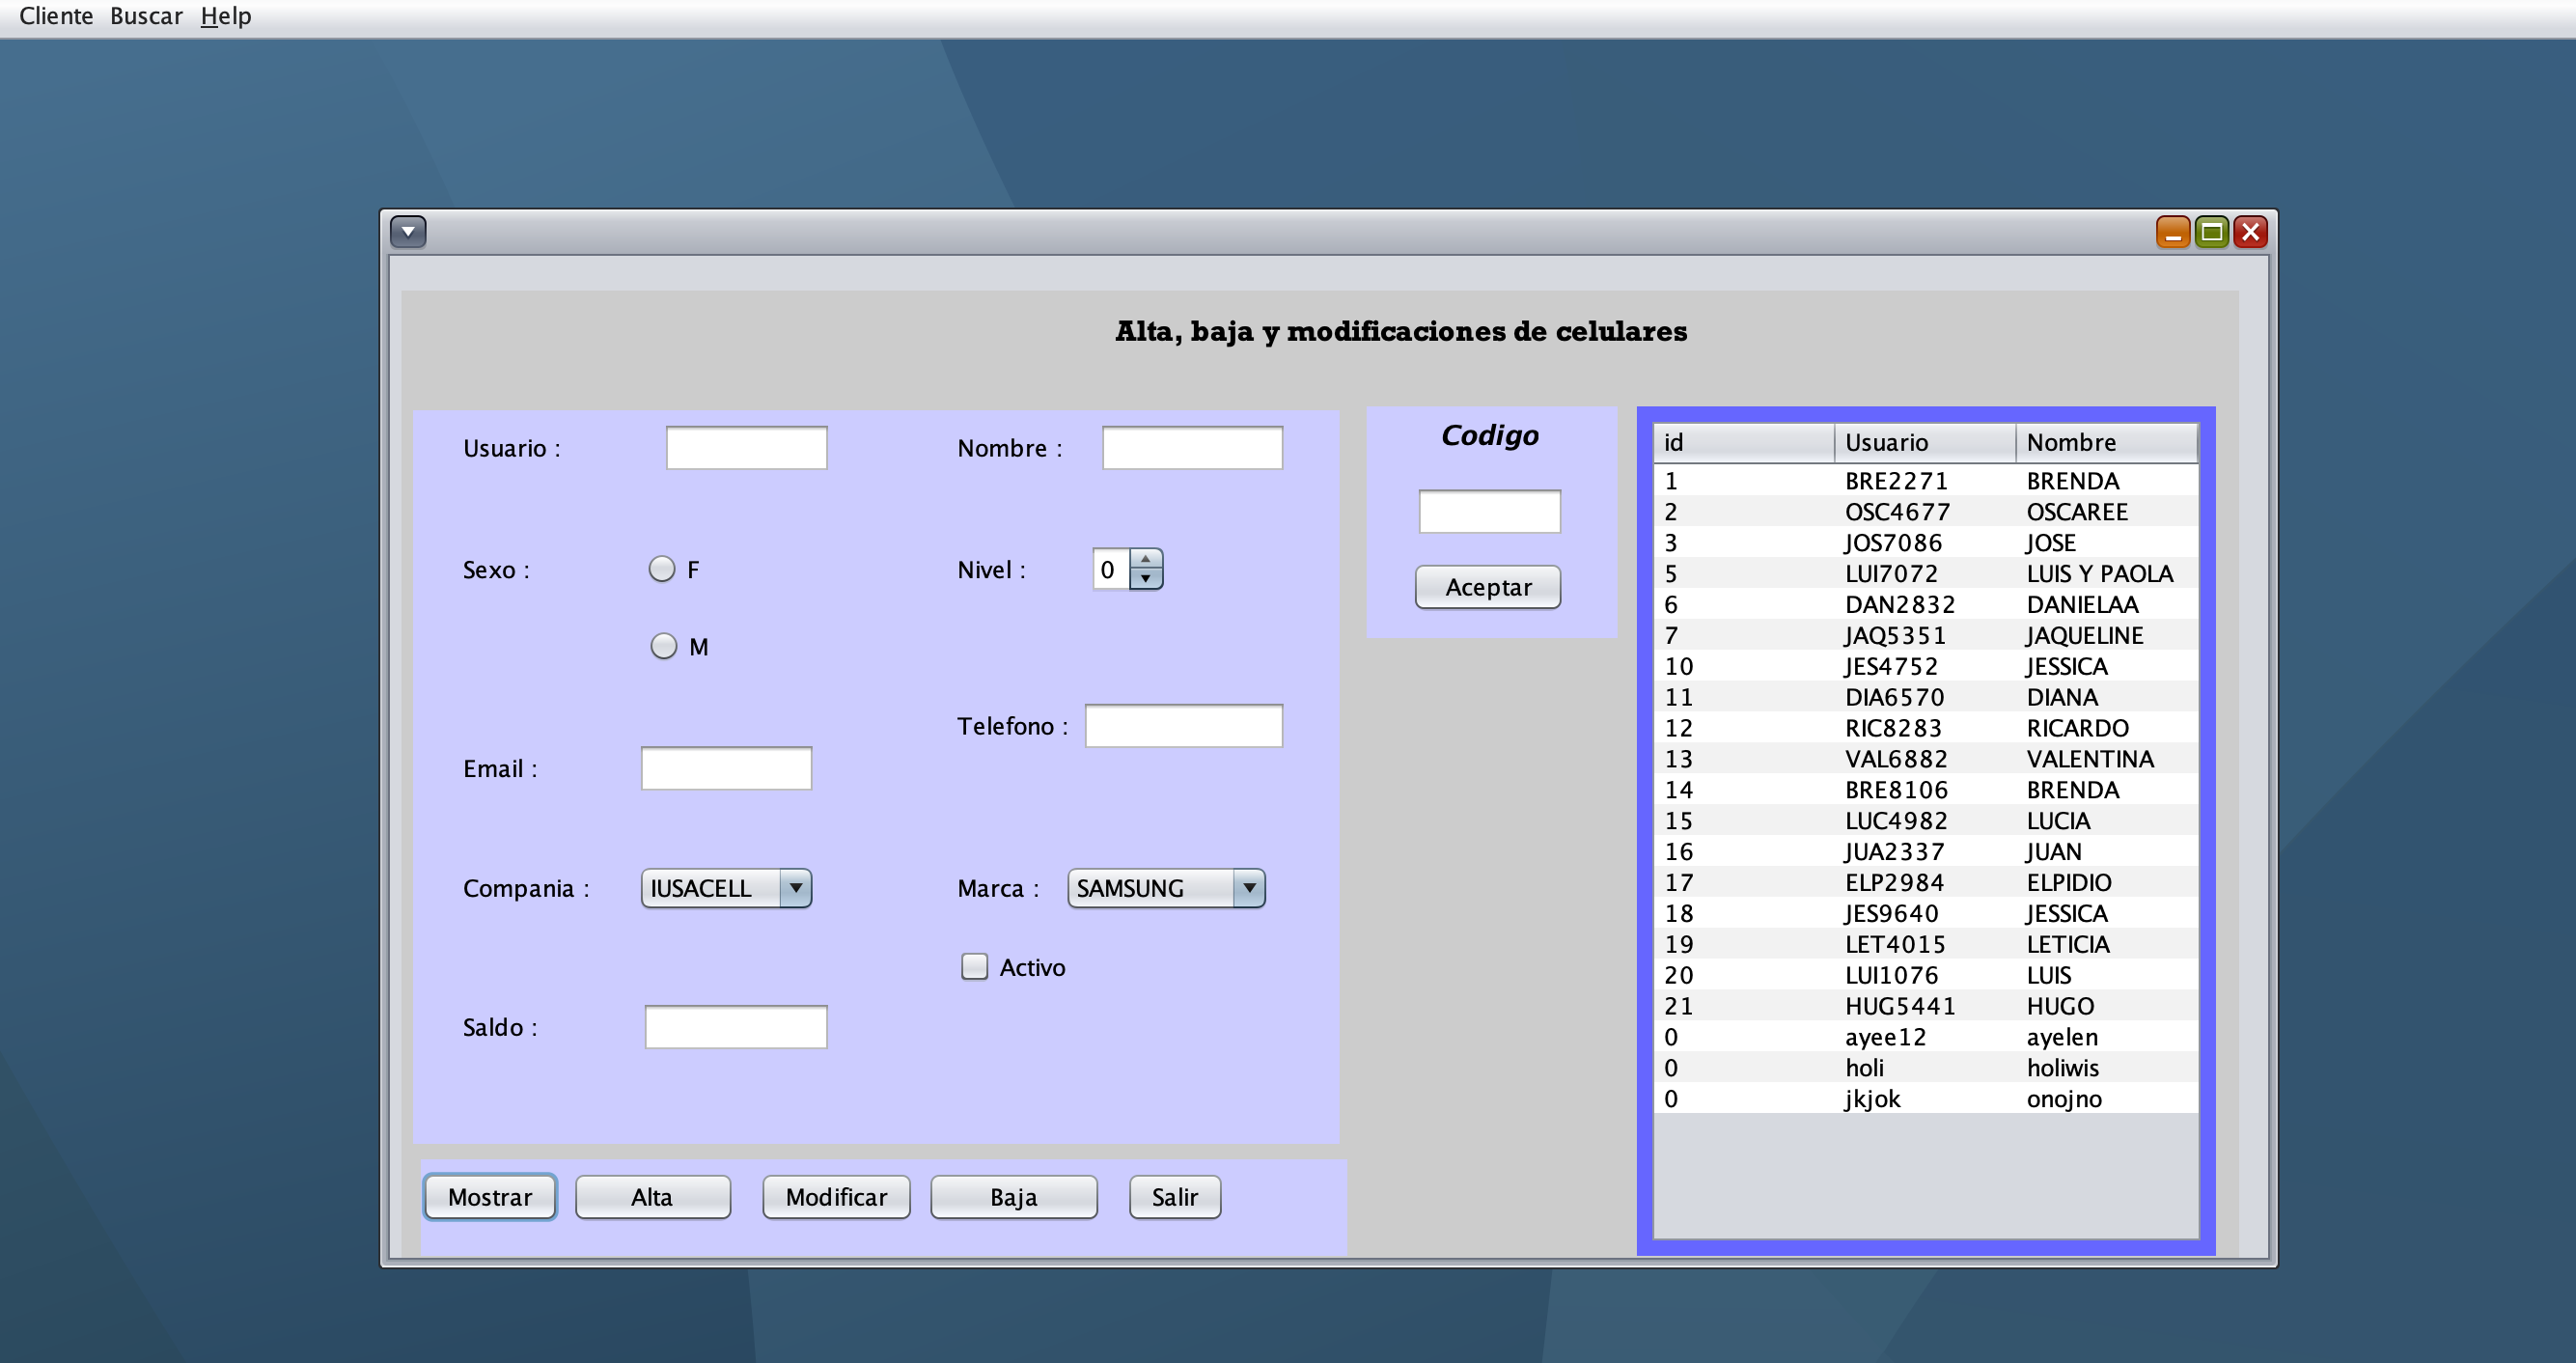 Cliente Buscar Help
Alta, baja y modificaciones de celulares
Usuario :
Nombre :
Sexo :
F
Nivel :
0
M
Telefono :
Email :
Compania :
IUSACELL
Marca :
SAMSUNG
Activo
Saldo :
Mostrar Alta Modificar Baja Salir
Codigo
Aceptar
id Usuario Nombre
1 BRE2271 BRENDA
2 OSC4677 OSCAREE
3 JOS7086 JOSE
5 LUI7072 LUIS Y PAOLA
6 DAN2832 DANIELAA
7 JAQ5351 JAQUELINE
10 JES4752 JESSICA
11 DIA6570 DIANA
12 RIC8283 RICARDO
13 VAL6882 VALENTINA
14 BRE8106 BRENDA
15 LUC4982 LUCIA
16 JUA2337 JUAN
17 ELP2984 ELPIDIO
18 JES9640 JESSICA
19 LET4015 LETICIA
20 LUI1076 LUIS
21 HUG5441 HUGO
0 ayee12 ayelen
0 holi holiwis
0 jkjok onojno